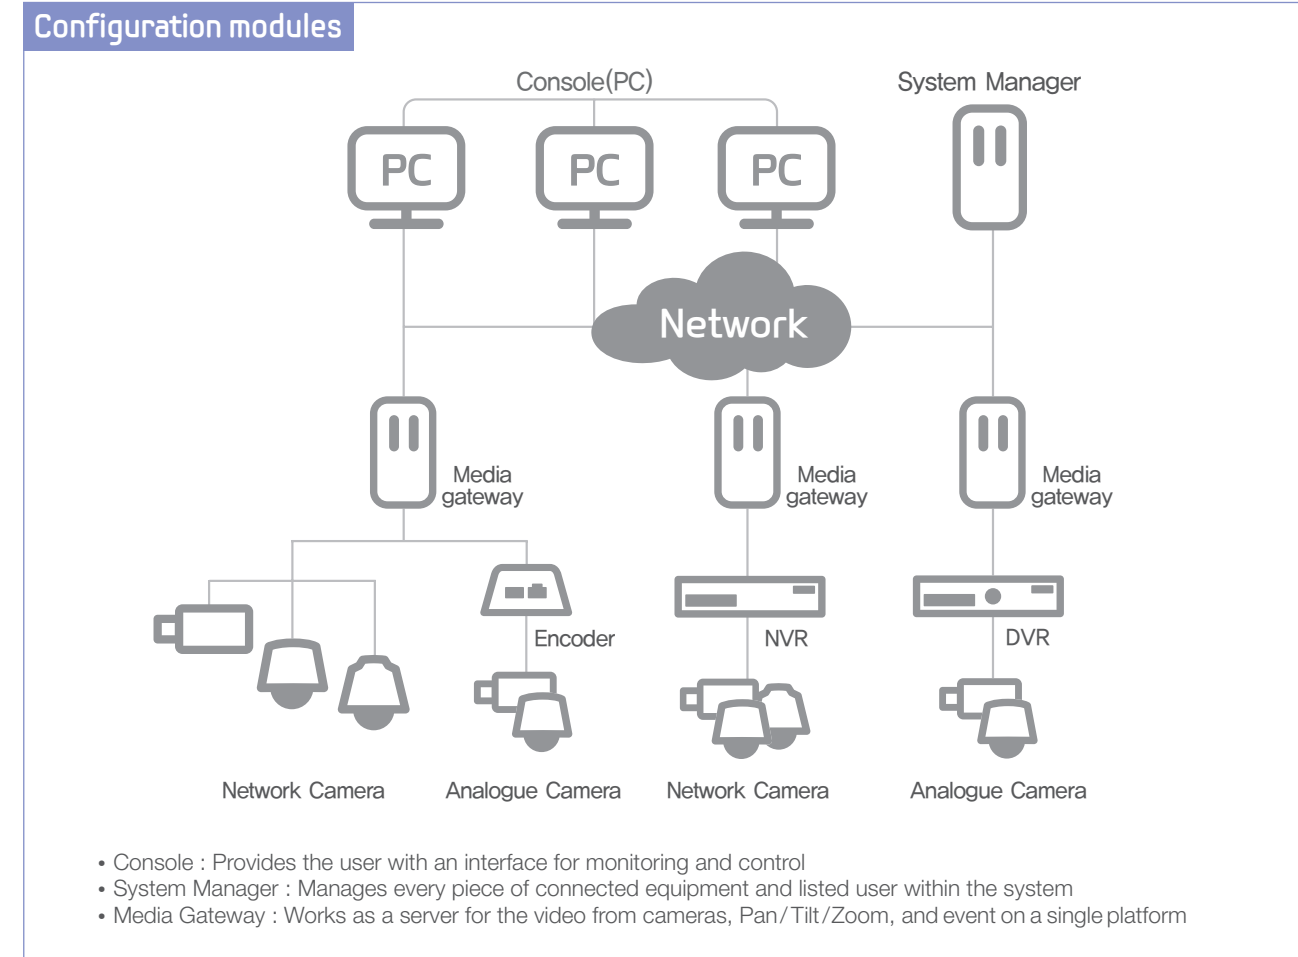 Configuration modules
Console(PC)
System Manager
PC
PC
PC
Network
Media
gateway
Media
gateway
Media
gateway
Encoder
NVR
DVR
Network Camera
Analogue Camera
Network Camera
Analogue Camera
• Console : Provides the user with an interface for monitoring and control
• System Manager : Manages every piece of connected equipment and listed user within the system
• Media Gateway : Works as a server for the video from cameras, Pan/Tilt/Zoom, and event on a single platform